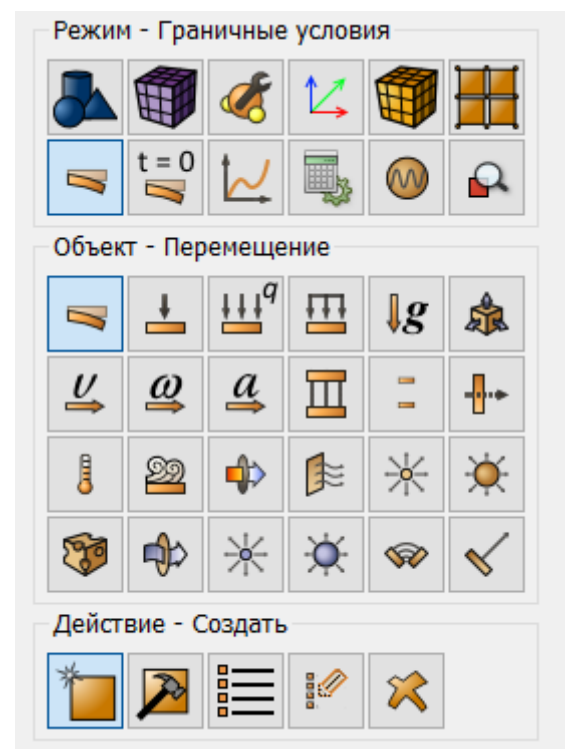 Режим - Граничные условия
t = 0
Объект - Перемещение
q
g
υ ω a
Действие - Создать